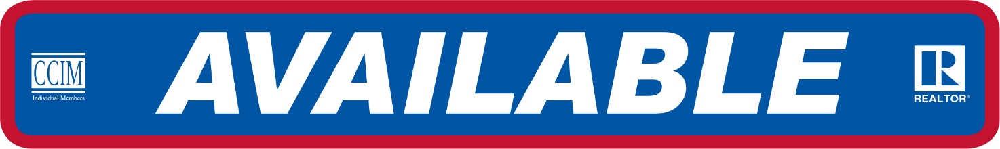 CCIM
Individual Members
AVAILABLE
R
REALTOR®